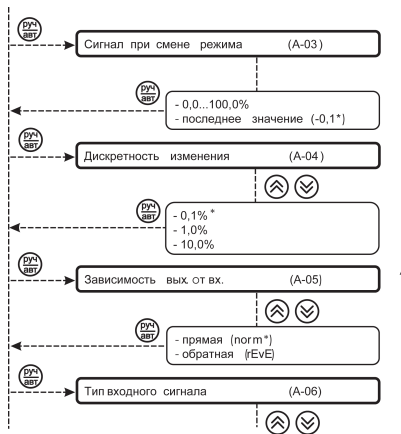 руч
авт
Сигнал при смене режима (А-03)
руч
авт
- 0,0...100,0%
- последнее значение (-0,1*)
руч
авт
Дискретность изменения (А-04)
руч
авт
- 0,1% *
- 1,0%
- 10,0%
руч
авт
Зависимость вых. от вх. (А-05)
руч
авт
- прямая (norm*)
- обратная (rEvE)
руч
авт
Тип входного сигнала (А-06)